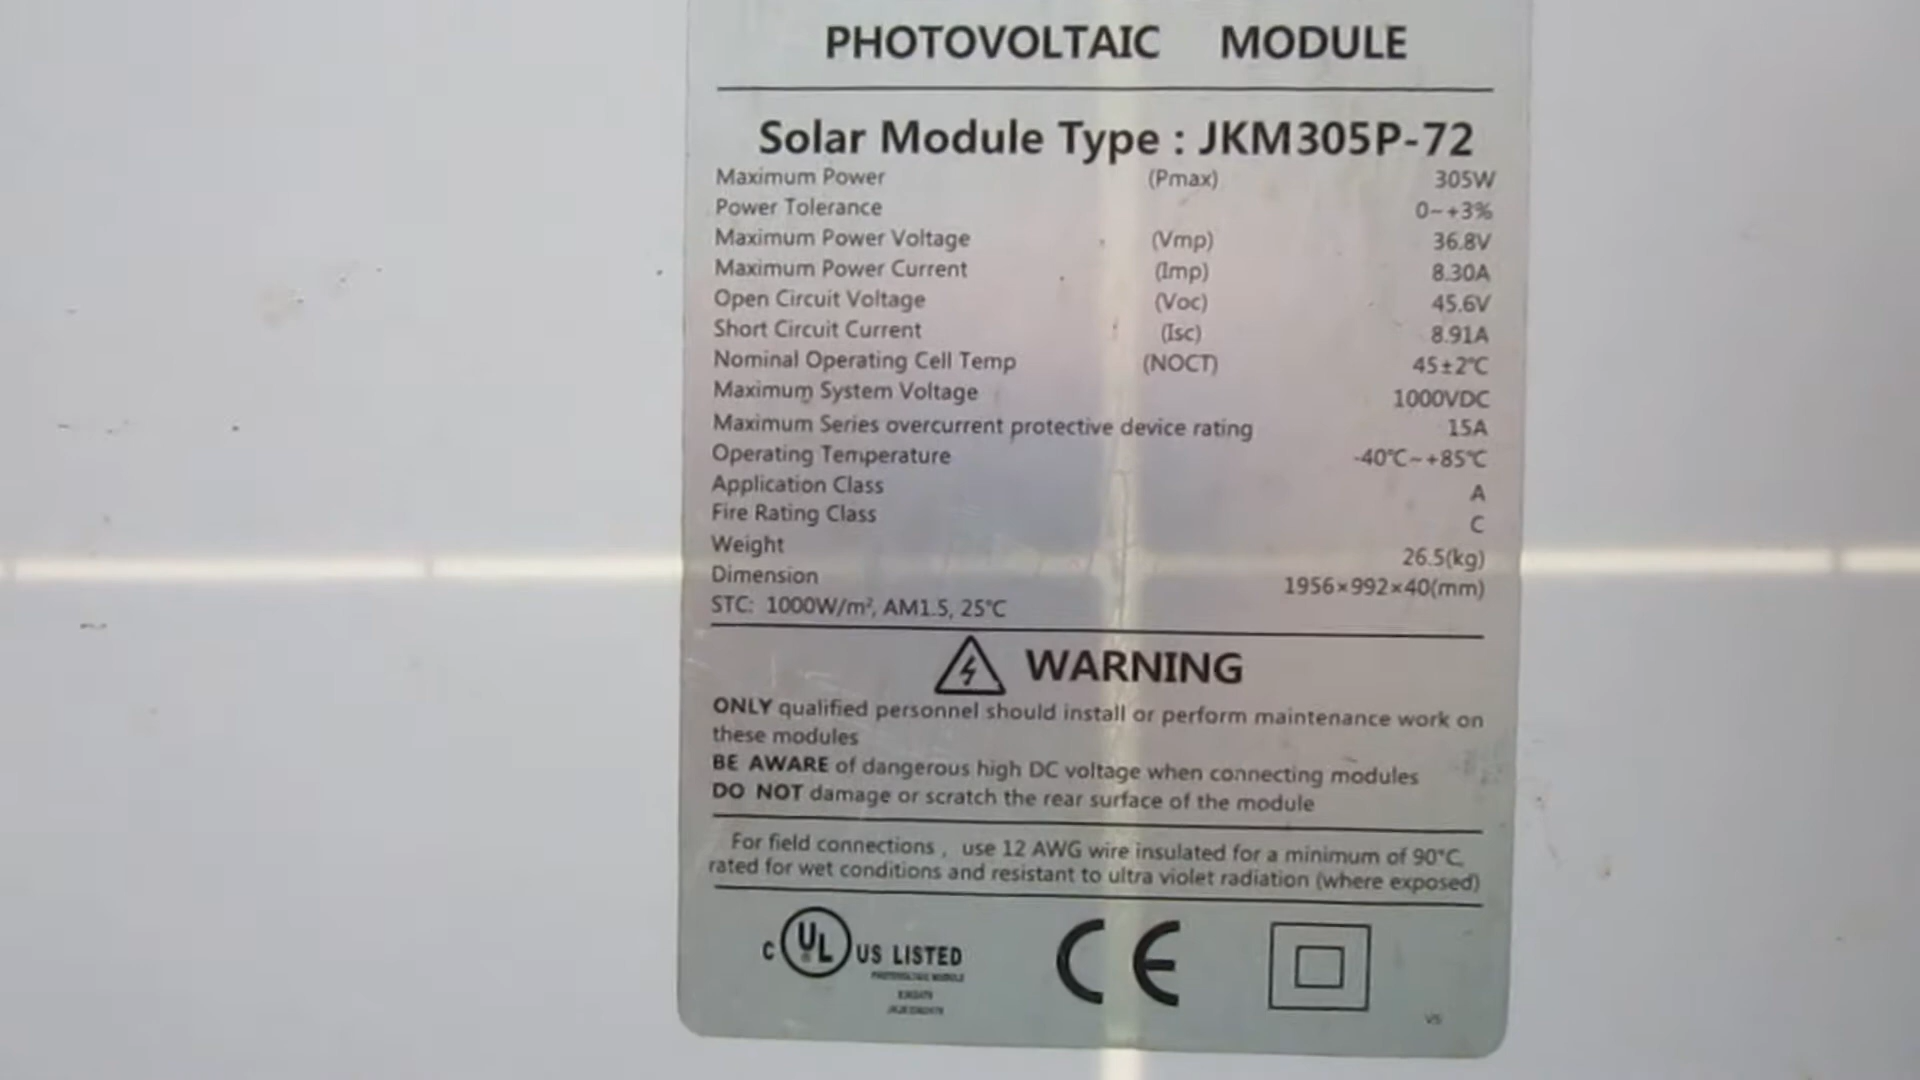 PHOTOVOLTAIC MODULE
Solar Module Type : JKM305P-72
Maximum Power (Pmax) 305W
Power Tolerance 0~+3%
Maximum Power Voltage (Vmp) 36.8V
Maximum Power Current (Imp) 8.30A
Open Circuit Voltage (Voc) 45.6V
Short Circuit Current (Isc) 8.91A
Nominal Operating Cell Temp (NOCT) 45±2℃
Maximum System Voltage 1000VDC
Maximum Series overcurrent protective device rating 15A
Operating Temperature -40℃~+85℃
Application Class A
Fire Rating Class C
Weight 26.5(kg)
Dimension 1956×992×40(mm)
STC: 1000W/m², AM1.5, 25℃
WARNING
ONLY qualified personnel should install or perform maintenance work on
these modules
BE AWARE of dangerous high DC voltage when connecting modules
DO NOT damage or scratch the rear surface of the module
For field connections , use 12 AWG wire insulated for a minimum of 90°C,
rated for wet conditions and resistant to ultra violet radiation (where exposed)
C UL US LISTED
PHOTOVOLTAIC MODULE
CE